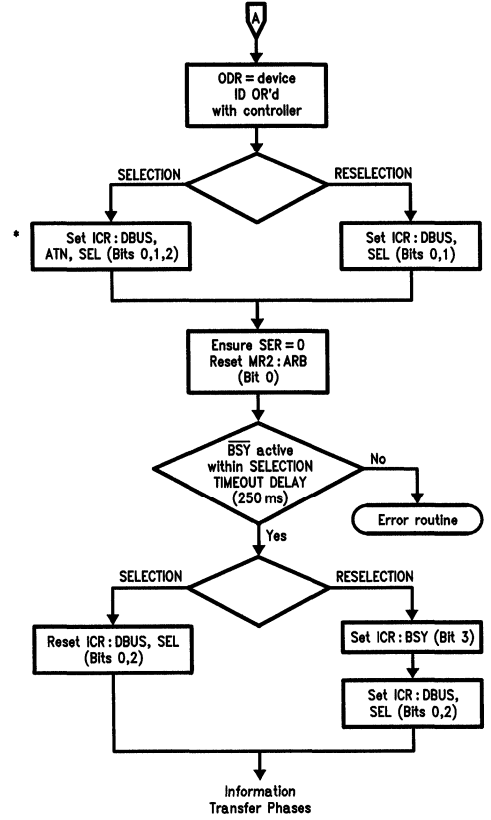 A
ODR = device
ID OR'd
with controller
SELECTION
RESELECTION
*
Set ICR : DBUS,
ATN, SEL (Bits 0,1,2)
Set ICR : DBUS,
SEL (Bits 0,1)
Ensure SER = 0
Reset MR2 : ARB
(Bit 0)
BSY active
within SELECTION
TIMEOUT DELAY
(250 ms)
No
Error routine
Yes
SELECTION
RESELECTION
Reset ICR : DBUS, SEL
(Bits 0,2)
Set ICR : BSY (Bit 3)
Set ICR : DBUS,
SEL (Bits 0,2)
Information
Transfer Phases